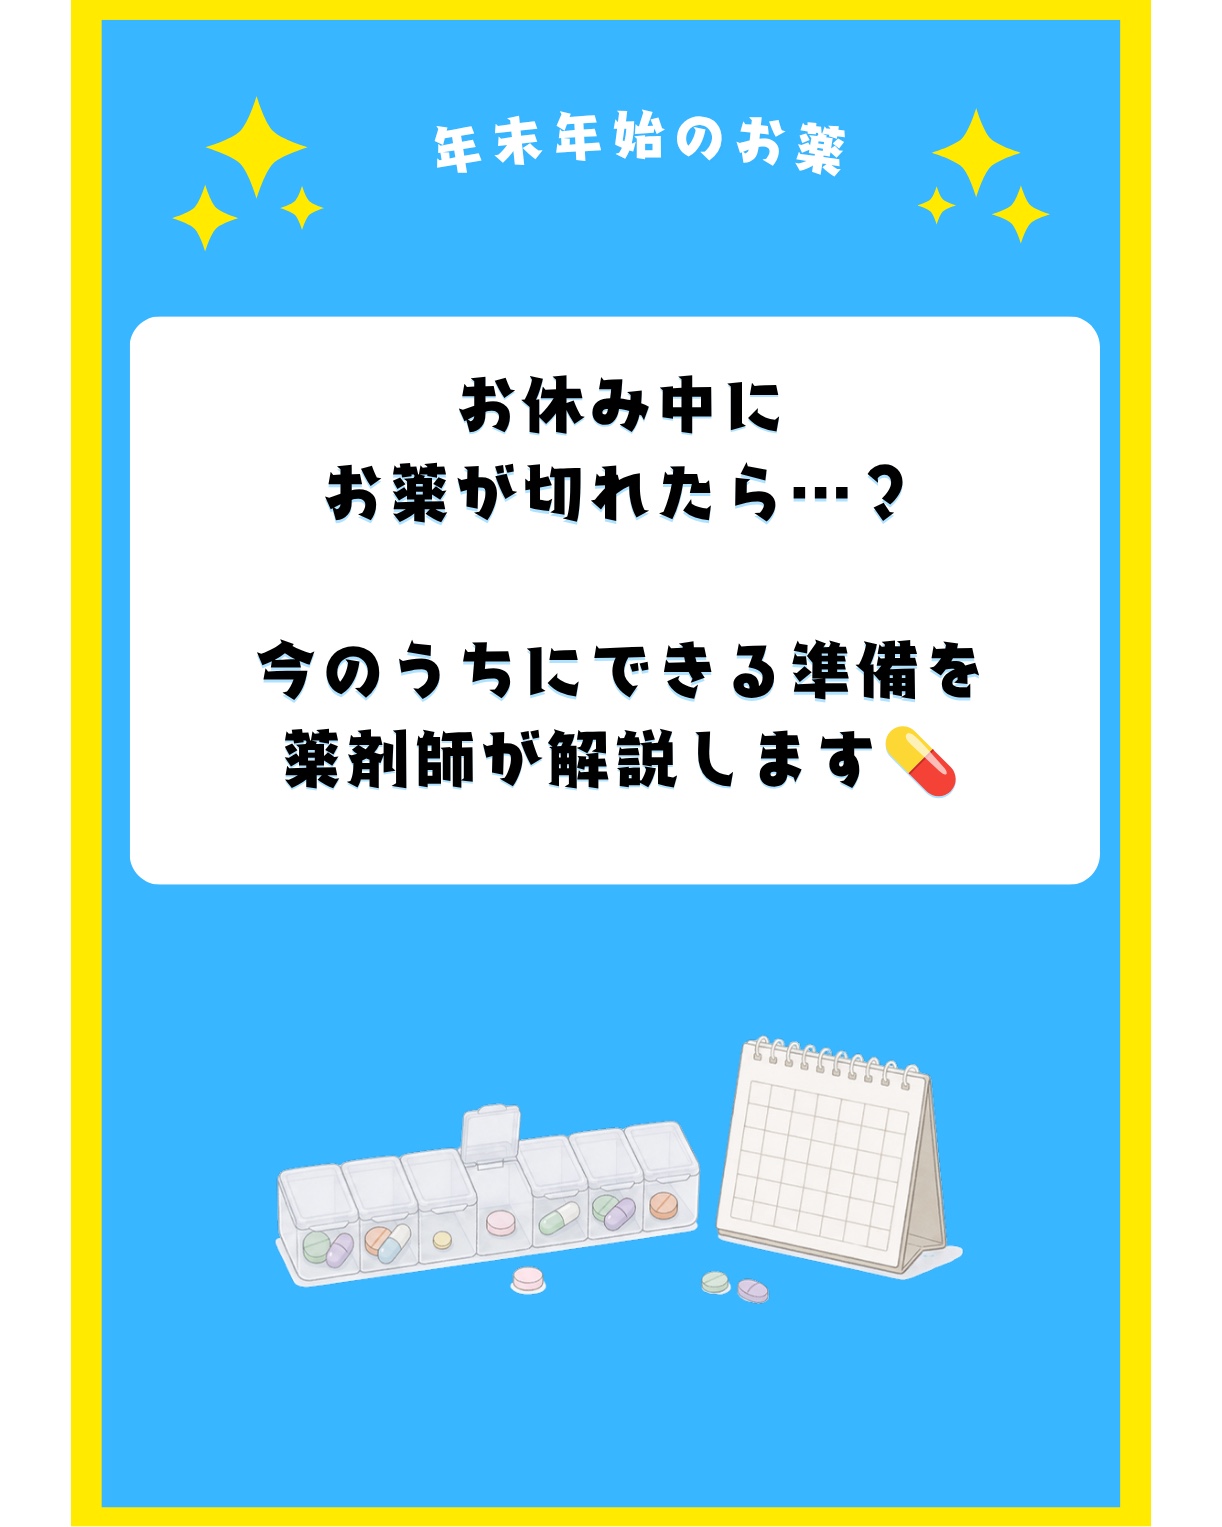 年末年始のお薬
お休み中に
お薬が切れたら…？
今のうちにできる準備を
薬剤師が解説します💊